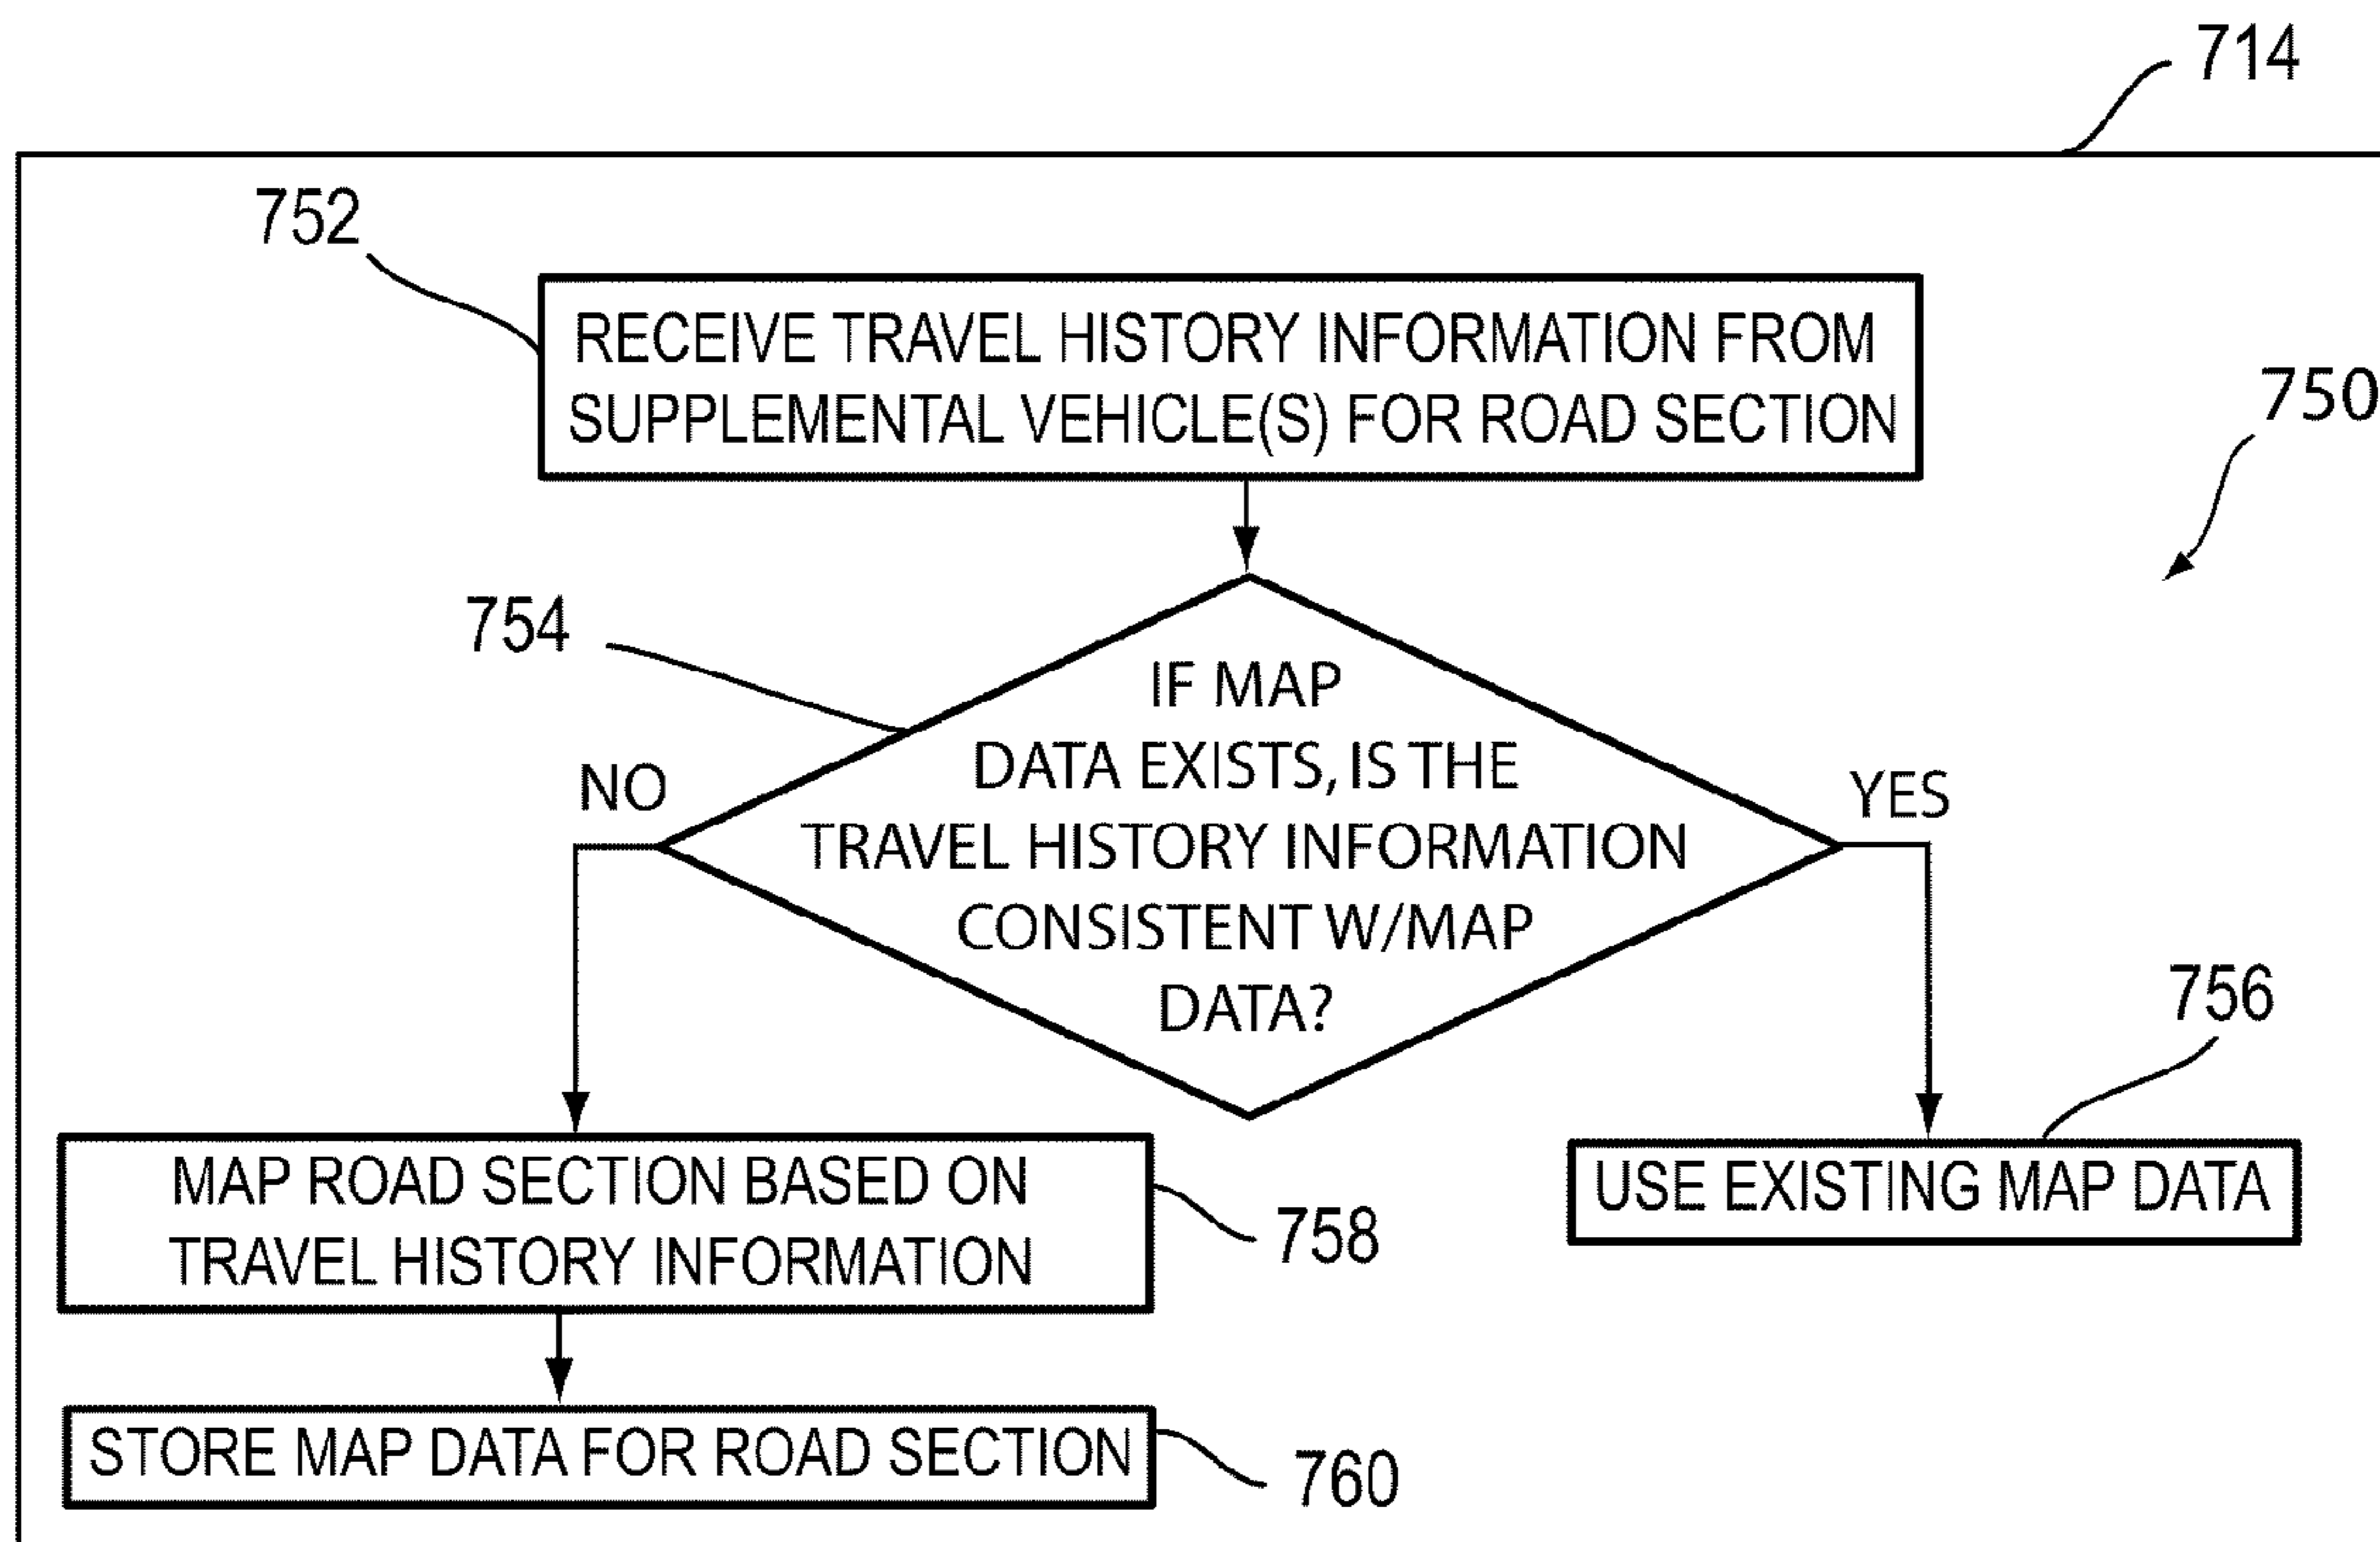 714
752
RECEIVE TRAVEL HISTORY INFORMATION FROM
SUPPLEMENTAL VEHICLE(S) FOR ROAD SECTION
750
754
IF MAP
DATA EXISTS, IS THE
TRAVEL HISTORY INFORMATION
CONSISTENT W/MAP
DATA?
NO
YES
756
MAP ROAD SECTION BASED ON
TRAVEL HISTORY INFORMATION
758
USE EXISTING MAP DATA
STORE MAP DATA FOR ROAD SECTION
760